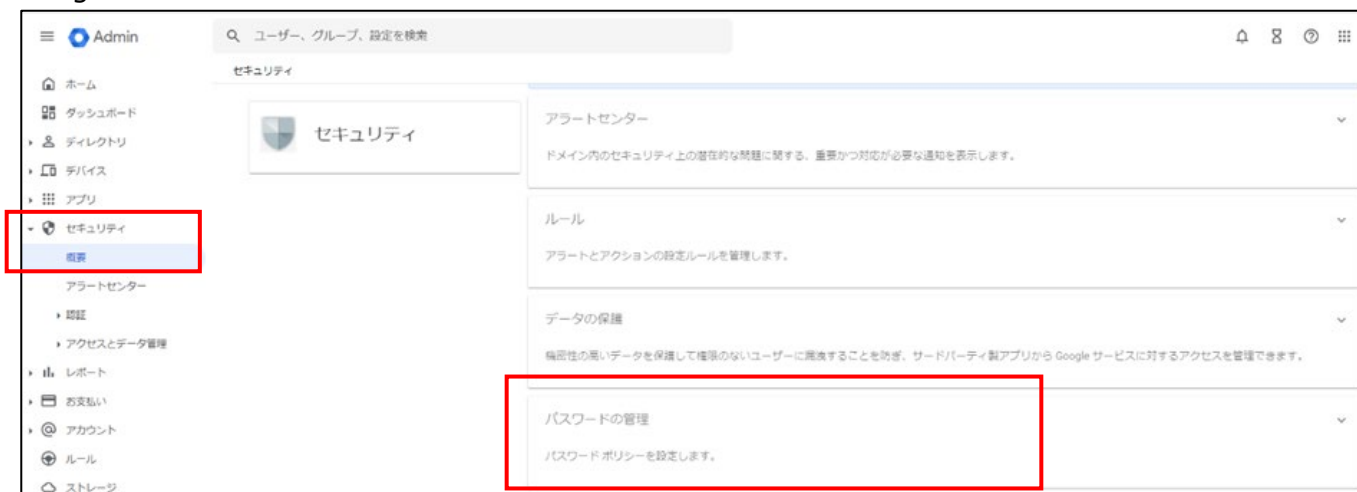 Admin
ユーザー、グループ、設定を検索
セキュリティ
ホーム
ダッシュボード
ディレクトリ
デバイス
アプリ
セキュリティ
概要
アラートセンター
認証
アクセスとデータ管理
レポート
お支払い
アカウント
ルール
ストレージ
セキュリティ
アラートセンター
ドメイン内のセキュリティ上の潜在的な問題に関する、重要かつ対応が必要な通知を表示します。
ルール
アラートとアクションの設定ルールを管理します。
データの保護
機密性の高いデータを保護して権限のないユーザーに漏洩することを防ぎ、サードパーティ製アプリから Google サービスに対するアクセスを管理できます。
パスワードの管理
パスワード ポリシーを設定します。